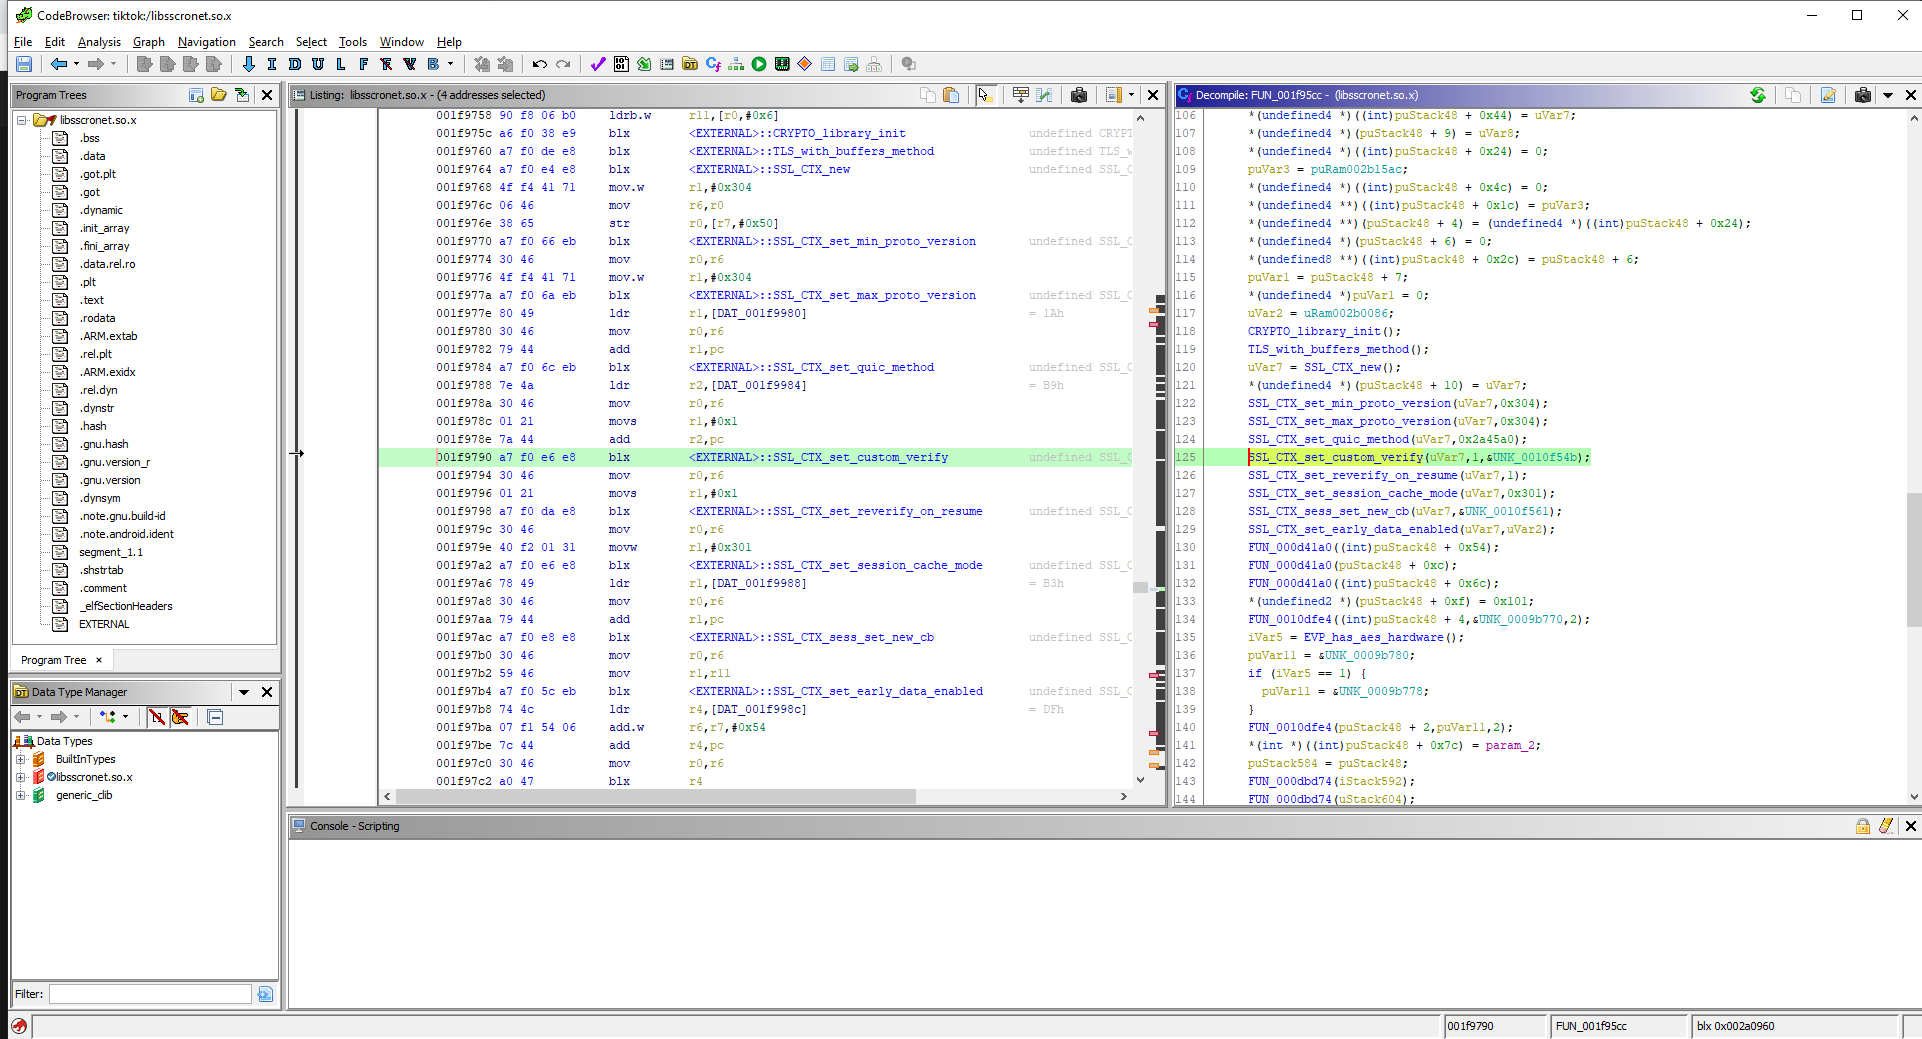 CodeBrowser: tiktok:/libsscronet.so.x
File Edit Analysis Graph Navigation Search Select Tools Window Help
Program Trees
libsscronet.so.x
.bss
.data
.got.plt
.got
.dynamic
.init_array
.fini_array
.data.rel.ro
.plt
.text
.rodata
.ARM.extab
.rel.plt
.ARM.exidx
.rel.dyn
.dynstr
.hash
.gnu.hash
.gnu.version_r
.gnu.version
.dynsym
.note.gnu.build-id
.note.android.ident
segment_1.1
.shstrtab
.comment
_elfSectionHeaders
EXTERNAL
Program Tree ×
Data Type Manager
Data Types
BuiltInTypes
libsscronet.so.x
generic_clib
Filter:
Listing: libsscronet.so.x - (4 addresses selected)
001f9758 90 f8 06 b0 ldrb.w r11,[r0,#0x6]
001f975c a6 f0 38 e9 blx <EXTERNAL>::CRYPTO_library_init undefined CRYPT
001f9760 a7 f0 de e8 blx <EXTERNAL>::TLS_with_buffers_method undefined TLS_w
001f9764 a7 f0 e4 e8 blx <EXTERNAL>::SSL_CTX_new undefined SSL_C
001f9768 4f f4 41 71 mov.w r1,#0x304
001f976c 06 46 mov r6,r0
001f976e 38 65 str r0,[r7,#0x50]
001f9770 a7 f0 66 eb blx <EXTERNAL>::SSL_CTX_set_min_proto_version undefined SSL_C
001f9774 30 46 mov r0,r6
001f9776 4f f4 41 71 mov.w r1,#0x304
001f977a a7 f0 6a eb blx <EXTERNAL>::SSL_CTX_set_max_proto_version undefined SSL_C
001f977e 80 49 ldr r1,[DAT_001f9980] = 1Ah
001f9780 30 46 mov r0,r6
001f9782 79 44 add r1,pc
001f9784 a7 f0 6c eb blx <EXTERNAL>::SSL_CTX_set_quic_method undefined SSL_C
001f9788 7e 4a ldr r2,[DAT_001f9984] = B9h
001f978a 30 46 mov r0,r6
001f978c 01 21 movs r1,#0x1
001f978e 7a 44 add r2,pc
001f9790 a7 f0 e6 e8 blx <EXTERNAL>::SSL_CTX_set_custom_verify undefined SSL_C
001f9794 30 46 mov r0,r6
001f9796 01 21 movs r1,#0x1
001f9798 a7 f0 da e8 blx <EXTERNAL>::SSL_CTX_set_reverify_on_resume undefined SSL_C
001f979c 30 46 mov r0,r6
001f979e 40 f2 01 31 movw r1,#0x301
001f97a2 a7 f0 e6 e8 blx <EXTERNAL>::SSL_CTX_set_session_cache_mode undefined SSL_C
001f97a6 78 49 ldr r1,[DAT_001f9988] = B3h
001f97a8 30 46 mov r0,r6
001f97aa 79 44 add r1,pc
001f97ac a7 f0 e8 e8 blx <EXTERNAL>::SSL_CTX_sess_set_new_cb undefined SSL_C
001f97b0 30 46 mov r0,r6
001f97b2 59 46 mov r1,r11
001f97b4 a7 f0 5c eb blx <EXTERNAL>::SSL_CTX_set_early_data_enabled undefined SSL_C
001f97b8 74 4c ldr r4,[DAT_001f998c] = DFh
001f97ba 07 f1 54 06 add.w r6,r7,#0x54
001f97be 7c 44 add r4,pc
001f97c0 30 46 mov r0,r6
001f97c2 a0 47 blx r4
Decompile: FUN_001f95cc - (libsscronet.so.x)
106 *(undefined4 *)((int)puStack48 + 0x44) = uVar7;
107 *(undefined4 *)(puStack48 + 9) = uVar8;
108 *(undefined4 *)((int)puStack48 + 0x24) = 0;
109 puVar3 = puRam002b15ac;
110 *(undefined4 *)((int)puStack48 + 0x4c) = 0;
111 *(undefined4 **)((int)puStack48 + 0x1c) = puVar3;
112 *(undefined4 **)(puStack48 + 4) = (undefined4 *)((int)puStack48 + 0x24);
113 *(undefined4 *)(puStack48 + 6) = 0;
114 *(undefined8 **)((int)puStack48 + 0x2c) = puStack48 + 6;
115 puVar1 = puStack48 + 7;
116 *(undefined4 *)puVar1 = 0;
117 uVar2 = uRam002b0086;
118 CRYPTO_library_init();
119 TLS_with_buffers_method();
120 uVar7 = SSL_CTX_new();
121 *(undefined4 *)(puStack48 + 10) = uVar7;
122 SSL_CTX_set_min_proto_version(uVar7,0x304);
123 SSL_CTX_set_max_proto_version(uVar7,0x304);
124 SSL_CTX_set_quic_method(uVar7,0x2a45a0);
125 SSL_CTX_set_custom_verify(uVar7,1,&UNK_0010f54b);
126 SSL_CTX_set_reverify_on_resume(uVar7,1);
127 SSL_CTX_set_session_cache_mode(uVar7,0x301);
128 SSL_CTX_sess_set_new_cb(uVar7,&UNK_0010f561);
129 SSL_CTX_set_early_data_enabled(uVar7,uVar2);
130 FUN_000d41a0((int)puStack48 + 0x54);
131 FUN_000d41a0(puStack48 + 0xc);
132 FUN_000d41a0((int)puStack48 + 0x6c);
133 *(undefined2 *)(puStack48 + 0xf) = 0x101;
134 FUN_0010dfe4((int)puStack48 + 4,&UNK_0009b770,2);
135 iVar5 = EVP_has_aes_hardware();
136 puVar11 = &UNK_0009b780;
137 if (iVar5 == 1) {
138 puVar11 = &UNK_0009b778;
139 }
140 FUN_0010dfe4(puStack48 + 2,puVar11,2);
141 *(int *)((int)puStack48 + 0x7c) = param_2;
142 puStack584 = puStack48;
143 FUN_000dbd74(iStack592);
144 FUN_000dbd74(uStack604);
Console - Scripting
001f9790 FUN_001f95cc blx 0x002a0960